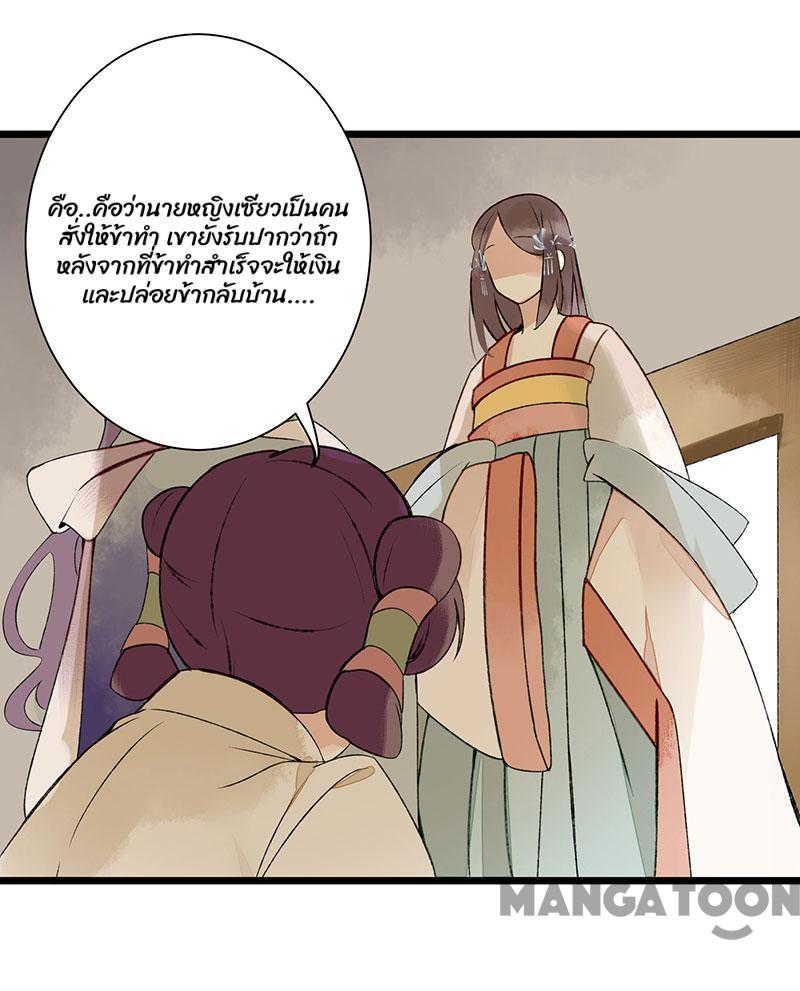 คือ..คือว่านายหญิงเซียวเป็นคน
สั่งให้ข้าทำ เขายังรับปากว่าถ้า
หลังจากที่ข้าทำสำเร็จจะให้เงิน
และปล่อยข้ากลับบ้าน....
MANGATOON